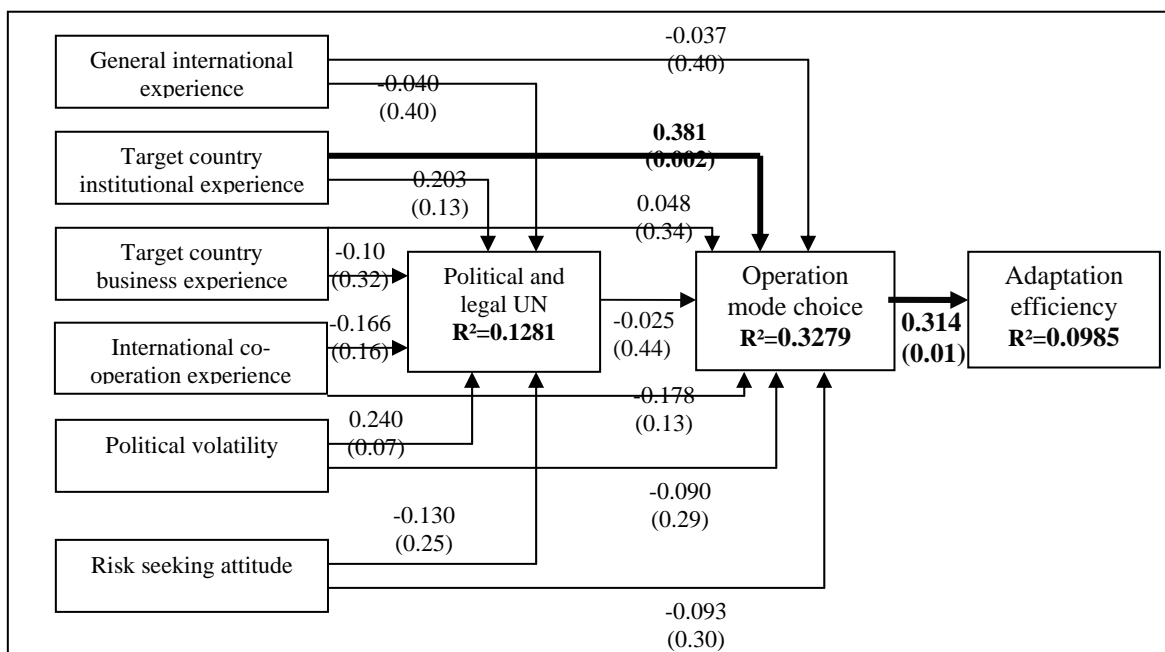 General international
experience
-0.037
(0.40)
-0.040
(0.40)
Target country
institutional experience
0.381
(0.002)
0.203
(0.13)
Target country
business experience
0.048
(0.34)
-0.10
(0.32)
Political and
legal UN
R²=0.1281
Operation
mode choice
R²=0.3279
Adaptation
efficiency
R²=0.0985
-0.025
(0.44)
0.314
(0.01)
International co-
operation experience
-0.166
(0.16)
-0.178
(0.13)
Political volatility
0.240
(0.07)
-0.090
(0.29)
Risk seeking attitude
-0.130
(0.25)
-0.093
(0.30)